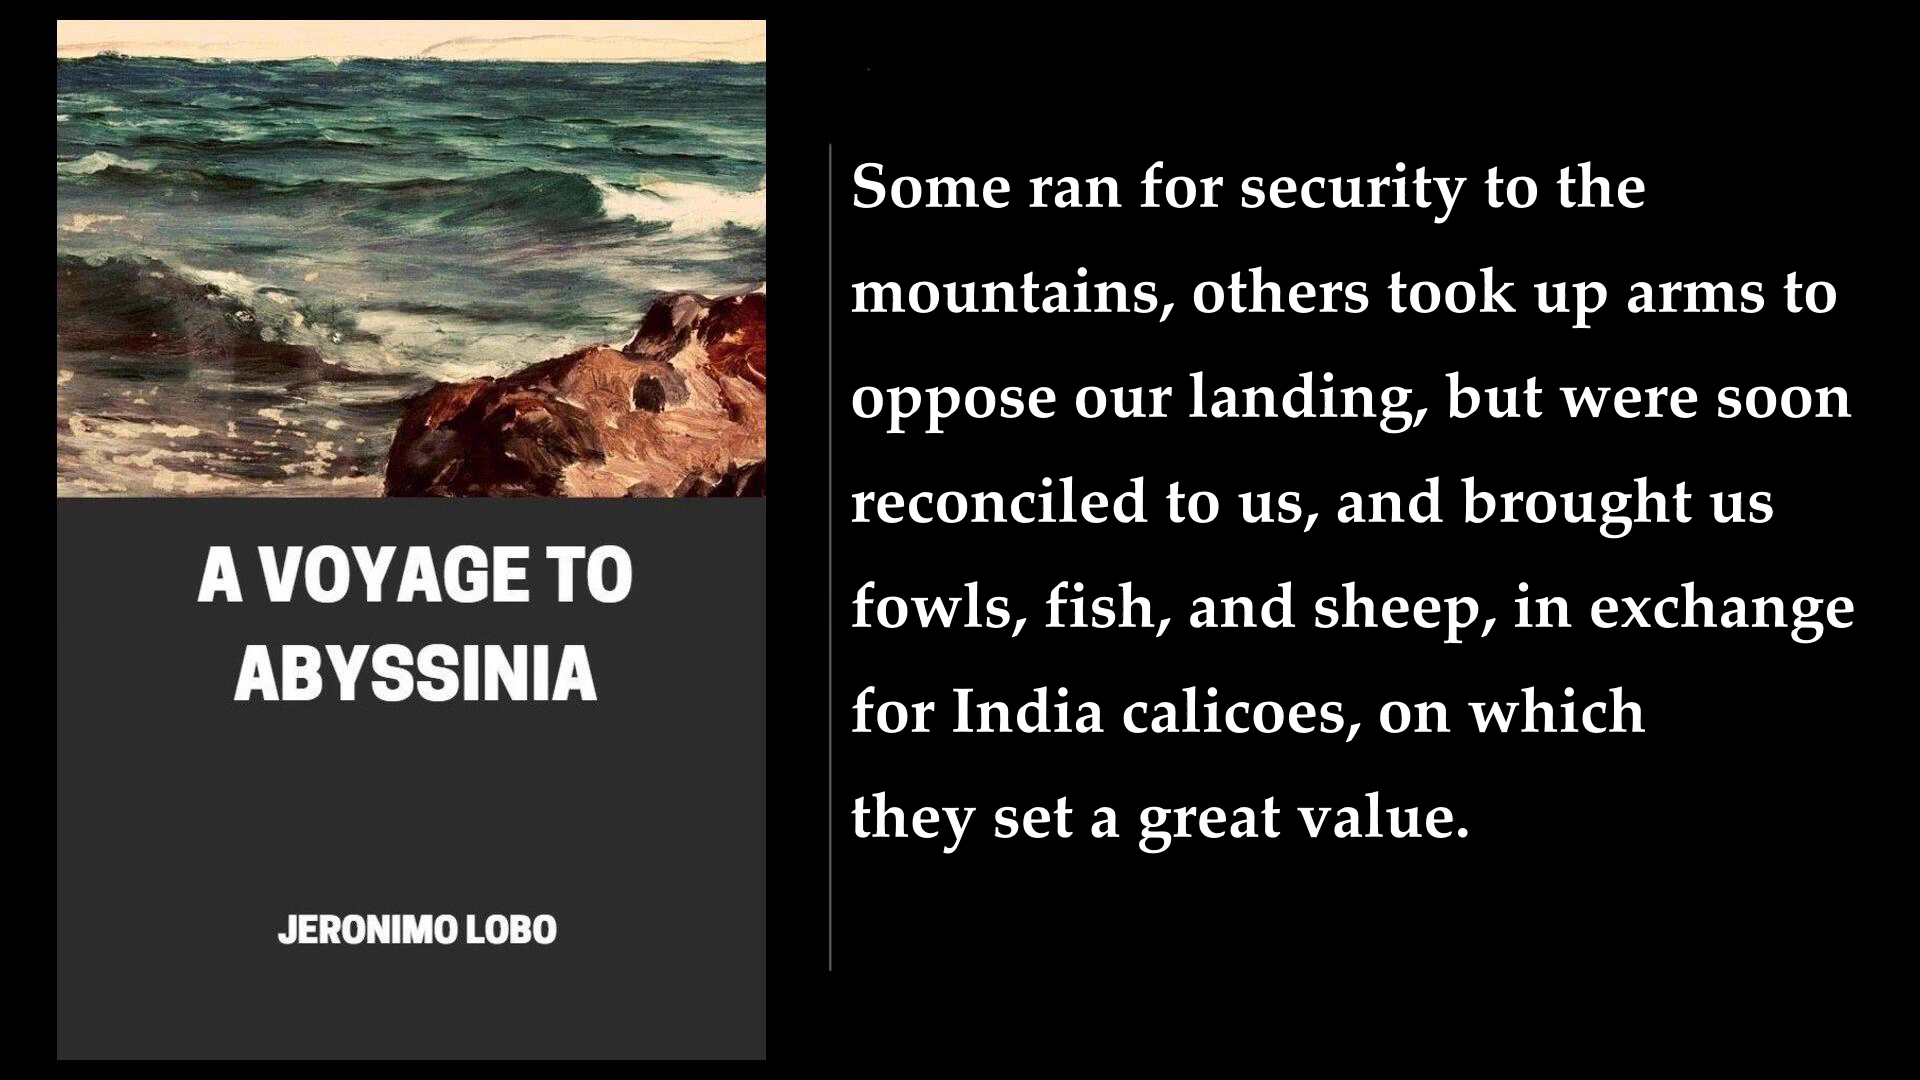 A VOYAGE TO
ABYSSINIA
JERONIMO LOBO
Some ran for security to the
mountains, others took up arms to
oppose our landing, but were soon
reconciled to us, and brought us
fowls, fish, and sheep, in exchange
for India calicoes, on which
they set a great value.